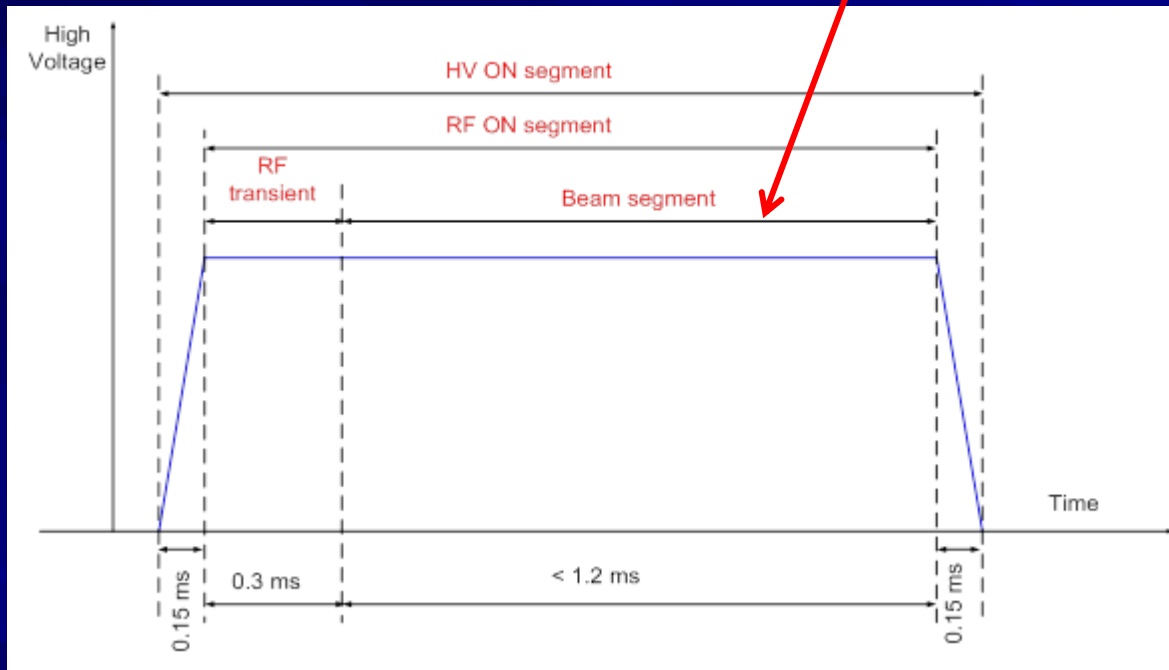 High
Voltage
HV ON segment
RF ON segment
RF
transient
Beam segment
Time
0.15 ms
0.3 ms
< 1.2 ms
0.15 ms